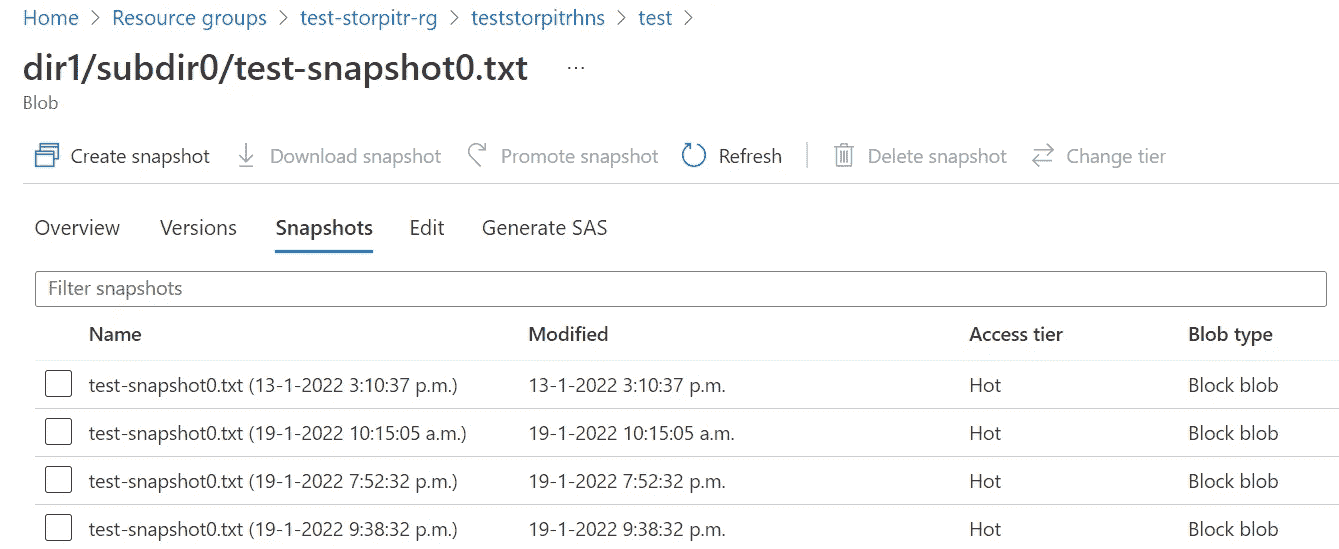 Home > Resource groups > test-storpitr-rg > teststorpitrhns > test >
dir1/subdir0/test-snapshot0.txt ...
Blob
Create snapshot Download snapshot Promote snapshot Refresh Delete snapshot Change tier
Overview Versions Snapshots Edit Generate SAS
Filter snapshots
Name Modified Access tier Blob type
test-snapshot0.txt (13-1-2022 3:10:37 p.m.) 13-1-2022 3:10:37 p.m. Hot Block blob
test-snapshot0.txt (19-1-2022 10:15:05 a.m.) 19-1-2022 10:15:05 a.m. Hot Block blob
test-snapshot0.txt (19-1-2022 7:52:32 p.m.) 19-1-2022 7:52:32 p.m. Hot Block blob
test-snapshot0.txt (19-1-2022 9:38:32 p.m.) 19-1-2022 9:38:32 p.m. Hot Block blob